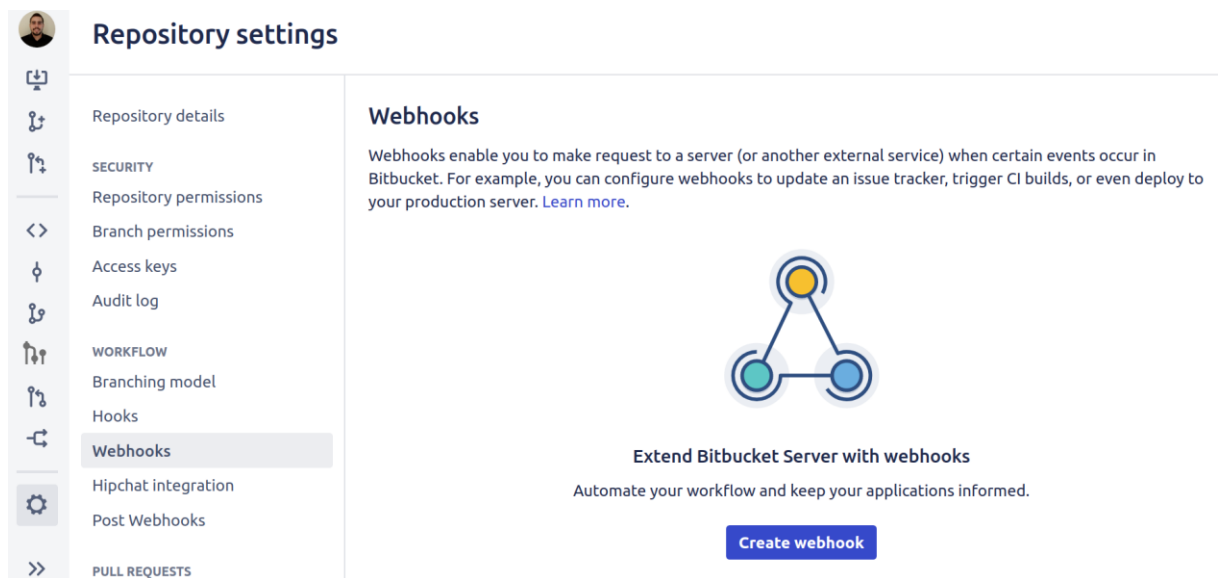 Repository settings
Repository details
SECURITY
Repository permissions
Branch permissions
Access keys
Audit log
WORKFLOW
Branching model
Hooks
Webhooks
Hipchat integration
Post Webhooks
PULL REQUESTS
Webhooks
Webhooks enable you to make request to a server (or another external service) when certain events occur in
Bitbucket. For example, you can configure webhooks to update an issue tracker, trigger CI builds, or even deploy to
your production server. Learn more.
Extend Bitbucket Server with webhooks
Automate your workflow and keep your applications informed.
Create webhook